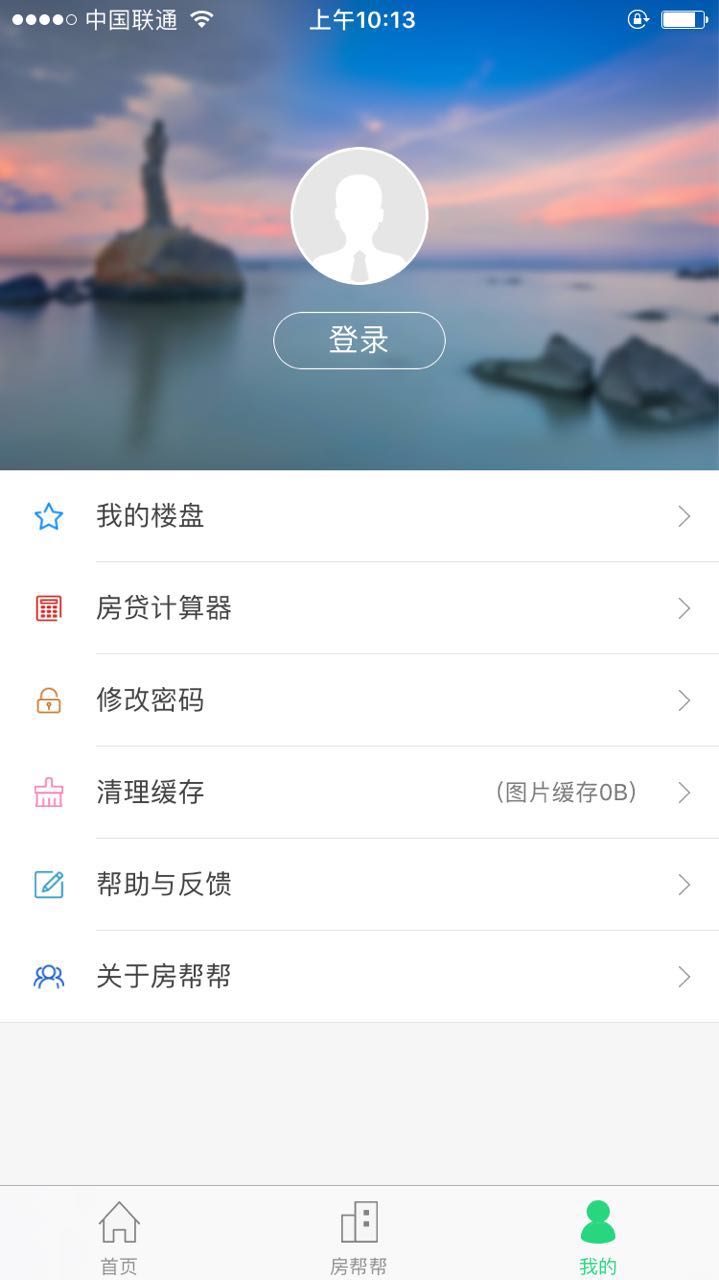 中国联通 上午10:13
登录
我的楼盘
房贷计算器
修改密码
清理缓存 (图片缓存0B)
帮助与反馈
关于房帮帮
首页 房帮帮 我的